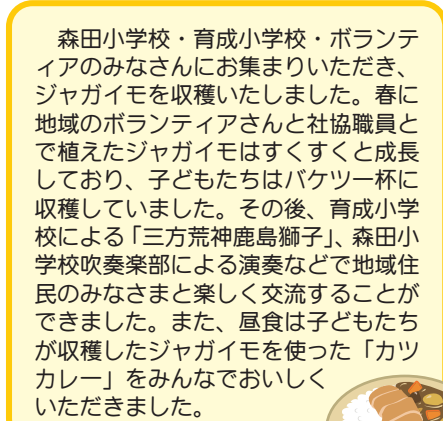 森田小学校・育成小学校・ボランテ
ィアのみなさんにお集まりいただき、
ジャガイモを収穫いたしました。春に
地域のボランティアさんと社協職員と
で植えたジャガイモはすくすくと成長
しており、子どもたちはバケツ一杯に
収穫していました。その後、育成小学
校による「三方荒神鹿島獅子」、森田小
学校吹奏楽部による演奏などで地域住
民のみなさまと楽しく交流することが
できました。また、昼食は子どもたち
が収穫したジャガイモを使った「カツ
カレー」をみんなでおいしく
いただきました。